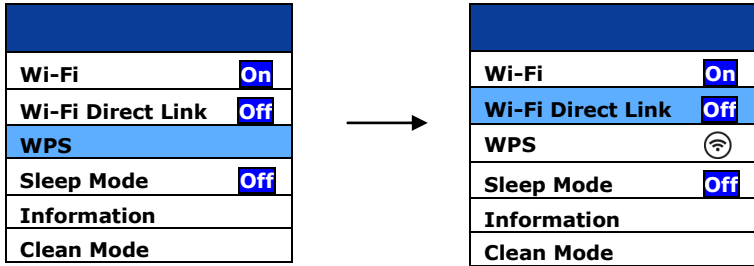 Wi-Fi On
Wi-Fi Direct Link Off
WPS
Sleep Mode Off
Information
Clean Mode
Wi-Fi On
Wi-Fi Direct Link Off
WPS
Sleep Mode Off
Information
Clean Mode